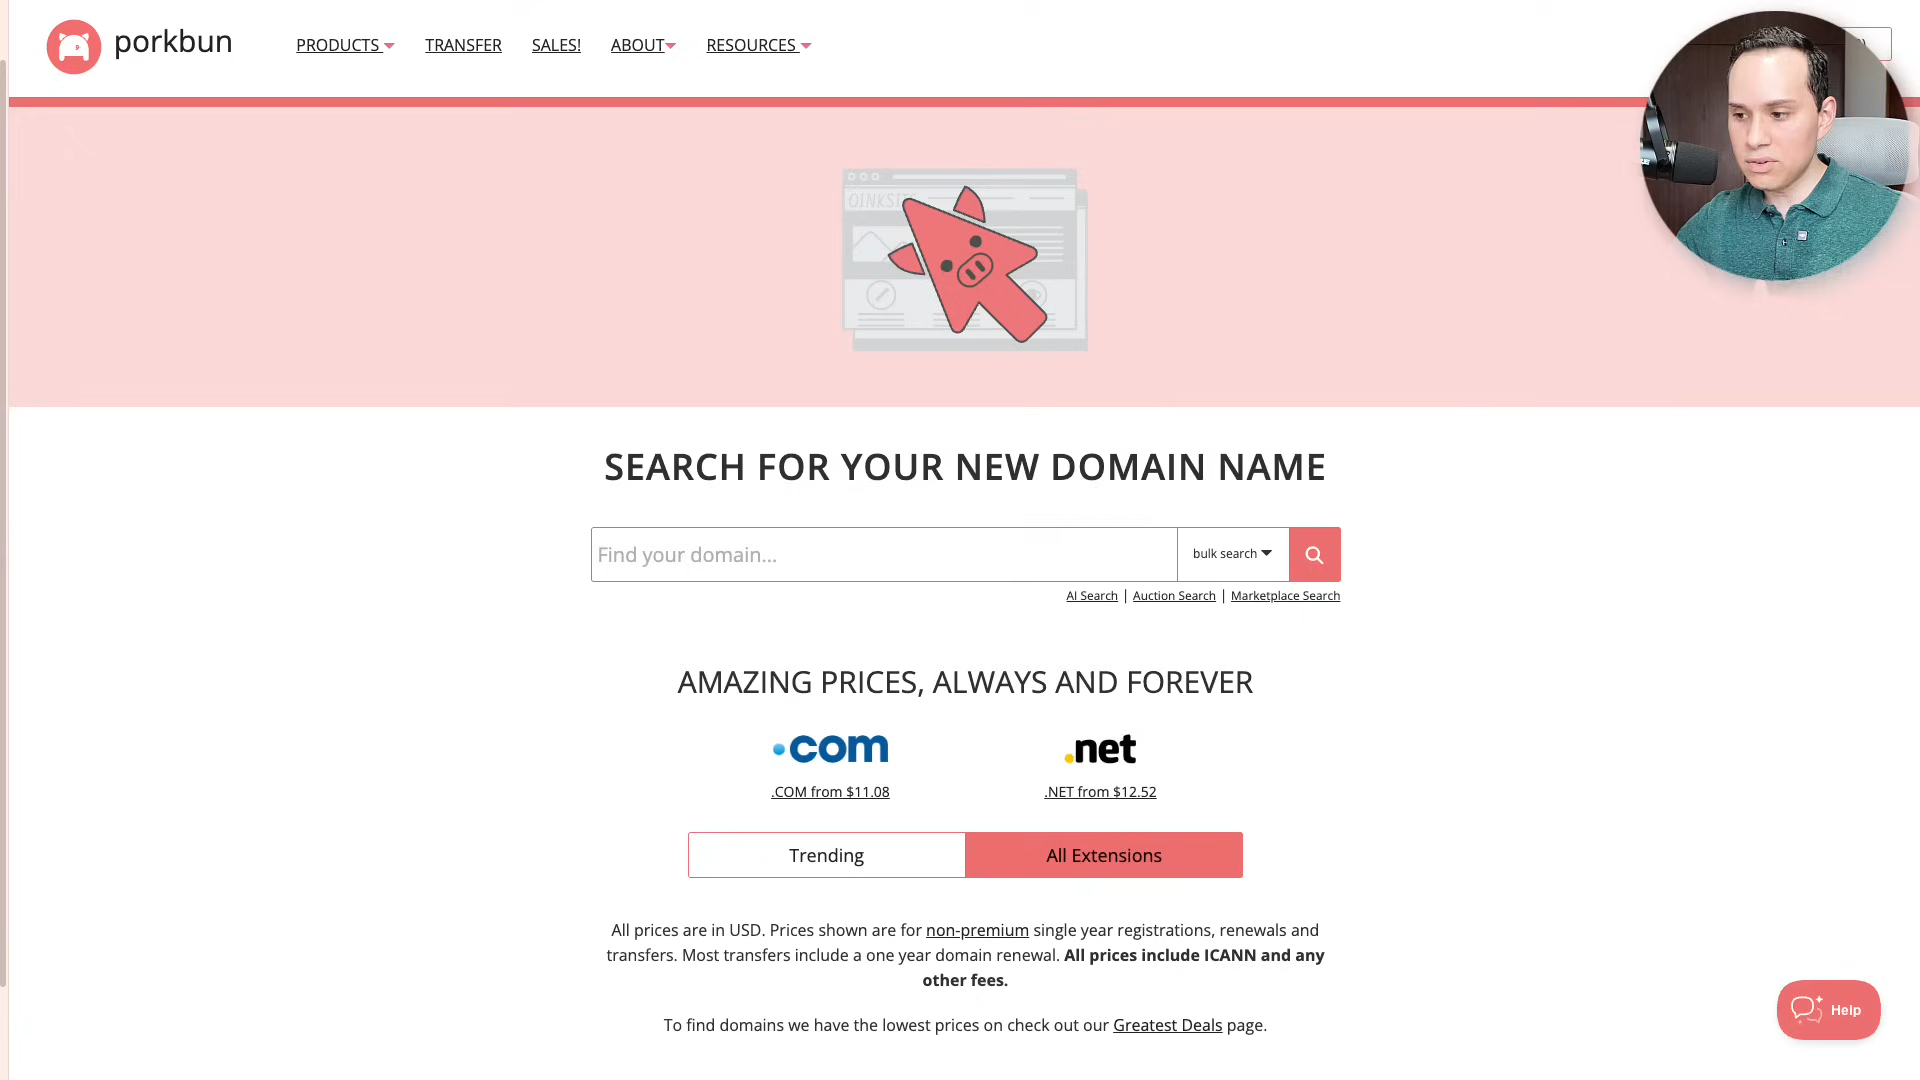 porkbun
PRODUCTS
TRANSFER
SALES!
ABOUT
RESOURCES
OINKSITE
SEARCH FOR YOUR NEW DOMAIN NAME
Find your domain...
bulk search
AI Search | Auction Search | Marketplace Search
AMAZING PRICES, ALWAYS AND FOREVER
.com
.net
.COM from $11.08
.NET from $12.52
Trending
All Extensions
All prices are in USD. Prices shown are for non-premium single year registrations, renewals and
transfers. Most transfers include a one year domain renewal. All prices include ICANN and any
other fees.
To find domains we have the lowest prices on check out our Greatest Deals page.
Help